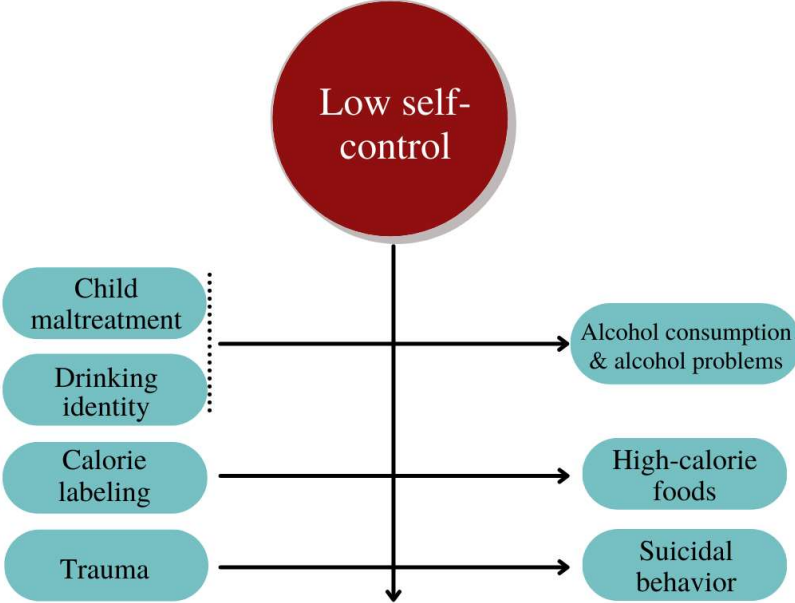 Low self-
control
Child
maltreatment
Alcohol consumption
& alcohol problems
Drinking
identity
Calorie
labeling
High-calorie
foods
Trauma
Suicidal
behavior